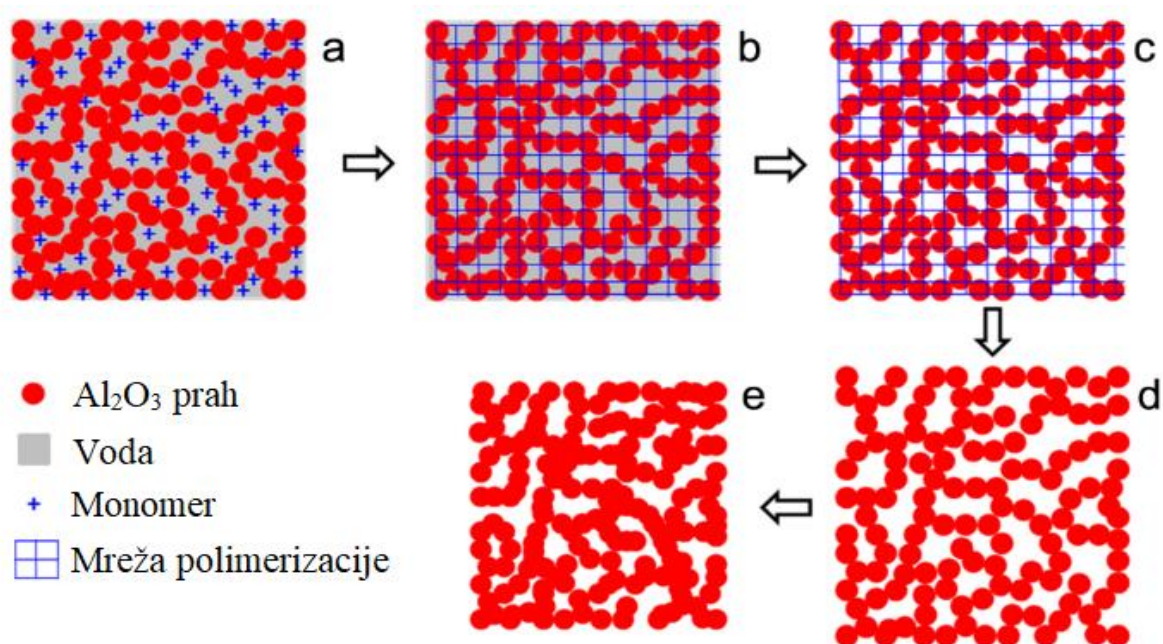 a
b
c
e
d
Al₂O₃ prah
Voda
Monomer
Mreža polimerizacije